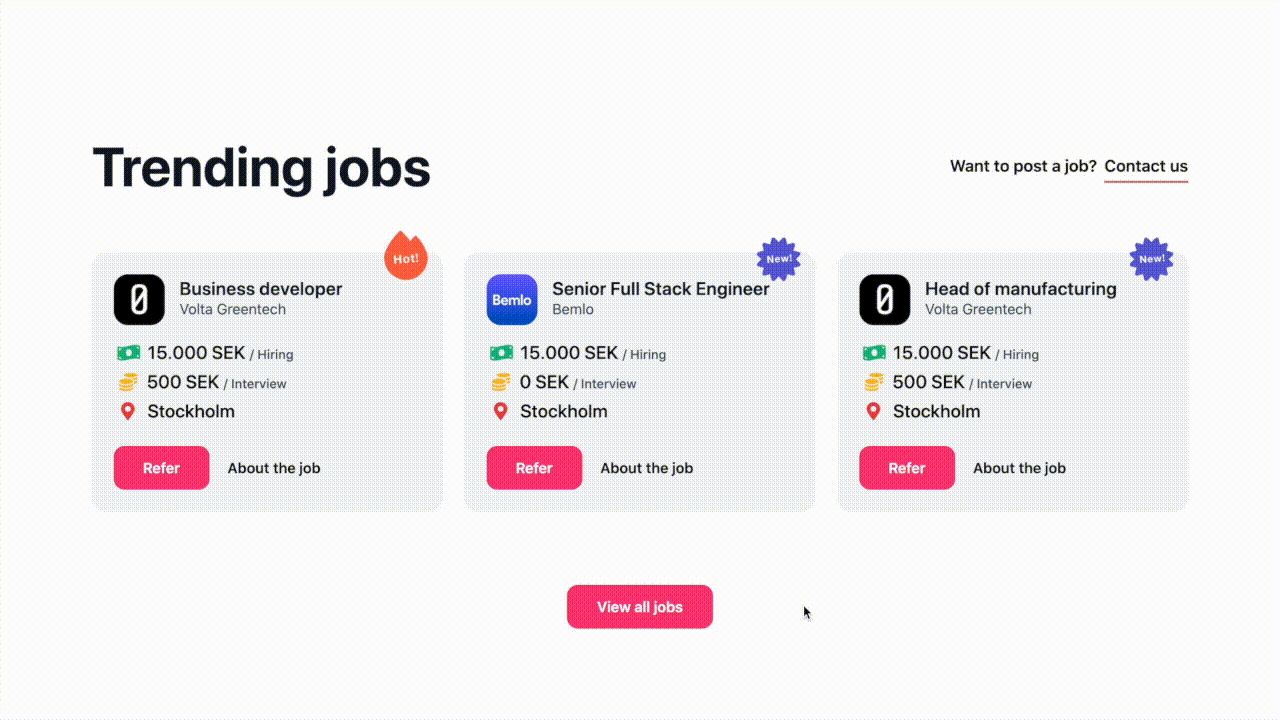 Trending jobs
Want to post a job? Contact us
Hot!
Business developer
Volta Greentech
15.000 SEK / Hiring
500 SEK / Interview
Stockholm
Refer
About the job
New!
Bemlo
Senior Full Stack Engineer
Bemlo
15.000 SEK / Hiring
0 SEK / Interview
Stockholm
Refer
About the job
New!
Head of manufacturing
Volta Greentech
15.000 SEK / Hiring
500 SEK / Interview
Stockholm
Refer
About the job
View all jobs